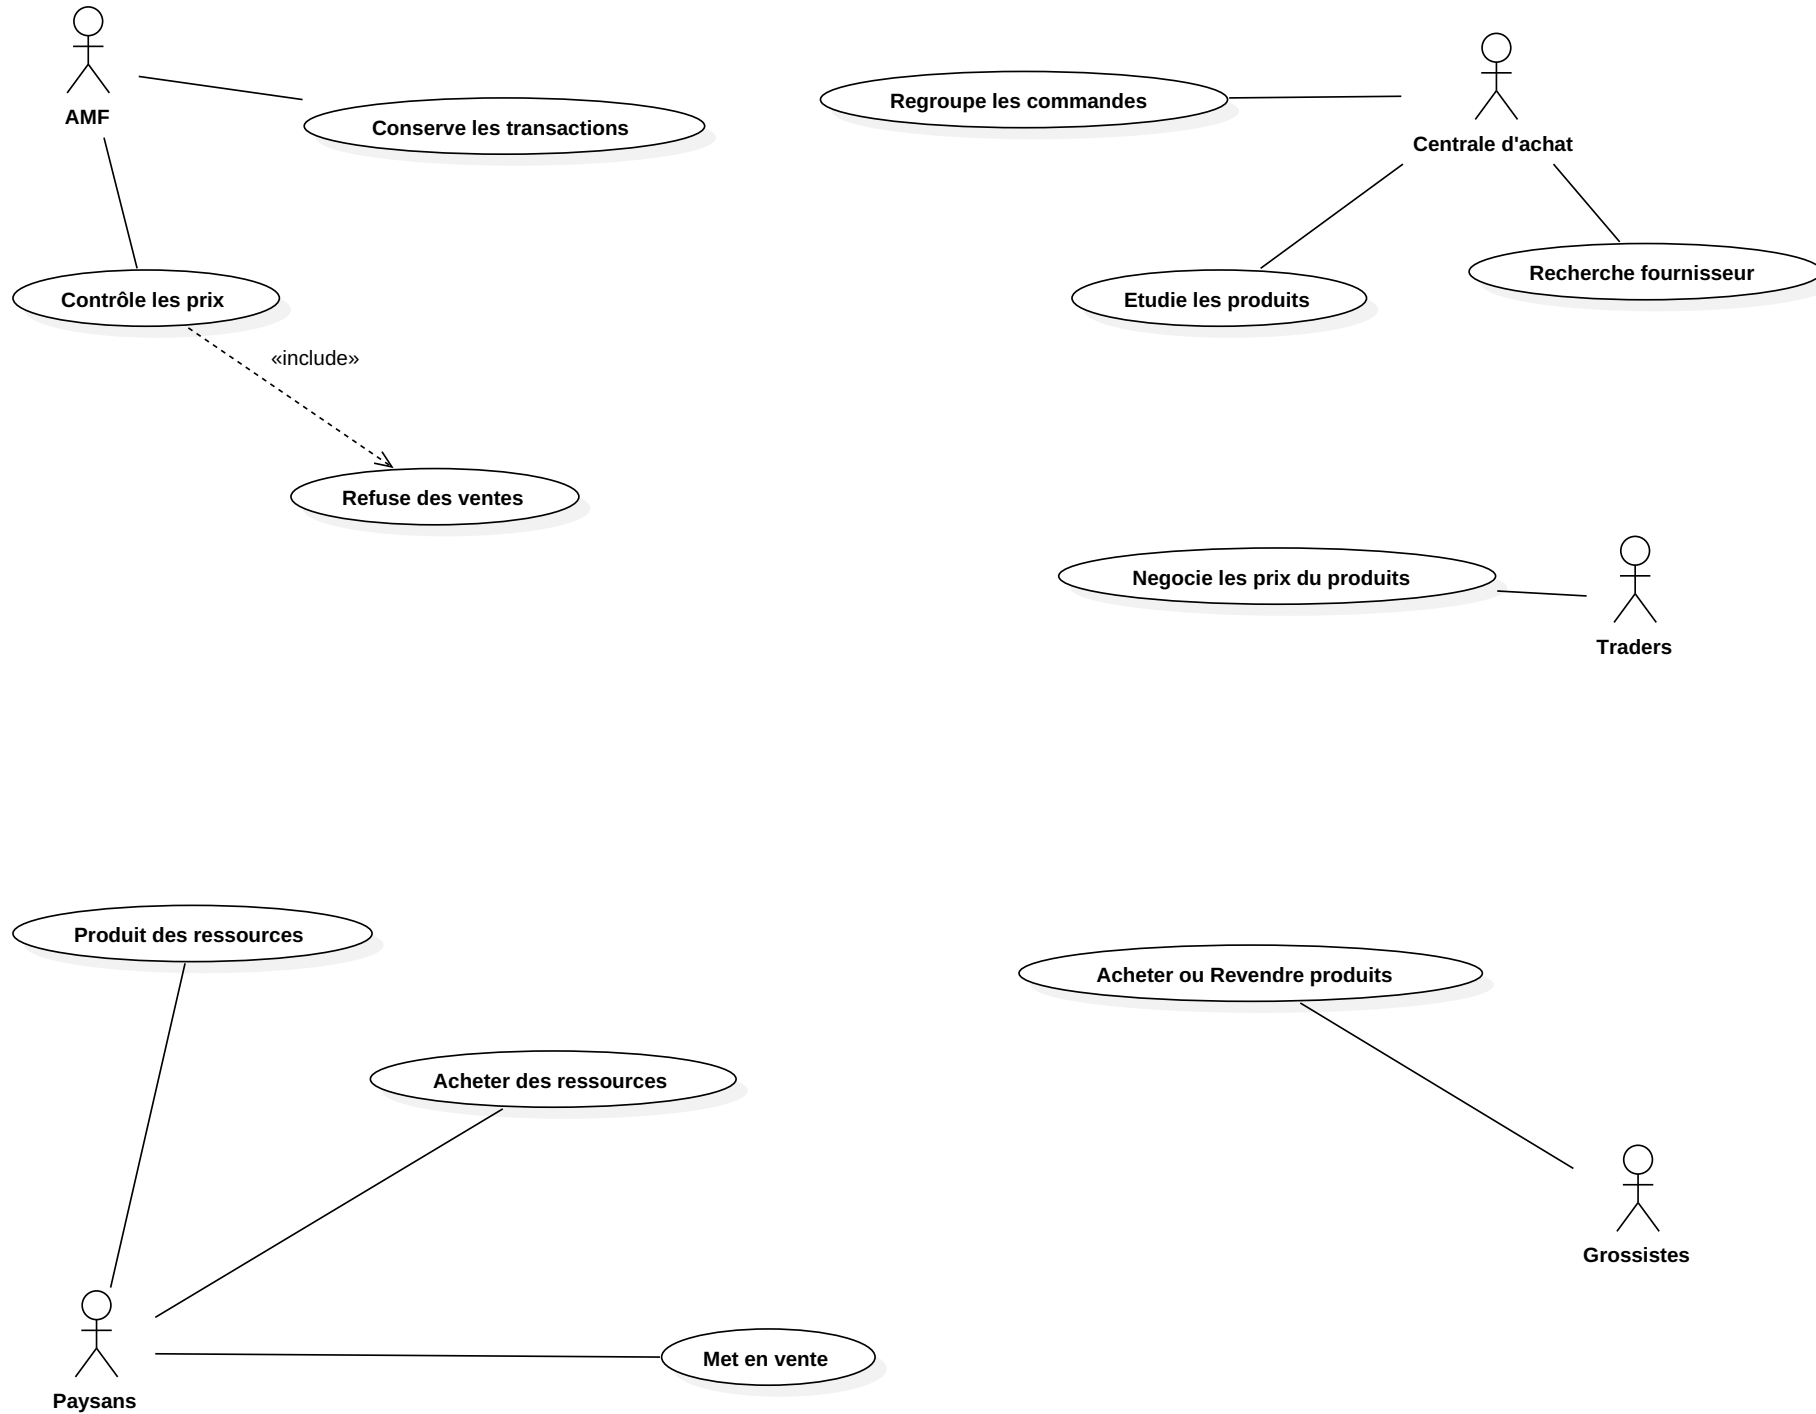 AMF
Conserve les transactions
Regroupe les commandes
Centrale d'achat
Contrôle les prix
Etudie les produits
Recherche fournisseur
«include»
Refuse des ventes
Negocie les prix du produits
Traders
Produit des ressources
Acheter ou Revendre produits
Acheter des ressources
Grossistes
Met en vente
Paysans